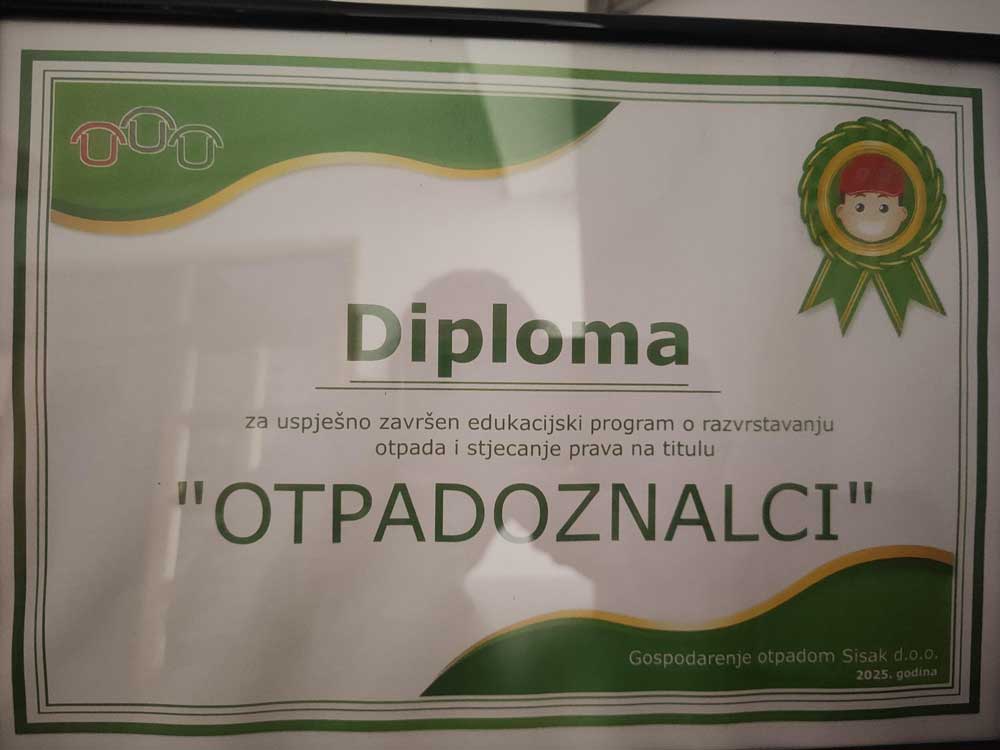 Diploma
za uspješno završen edukacijski program o razvrstavanju
otpada i stjecanje prava na titulu
"OTPADOZNALCI"
Gospodarenje otpadom Sisak d.o.o.
2025. godina